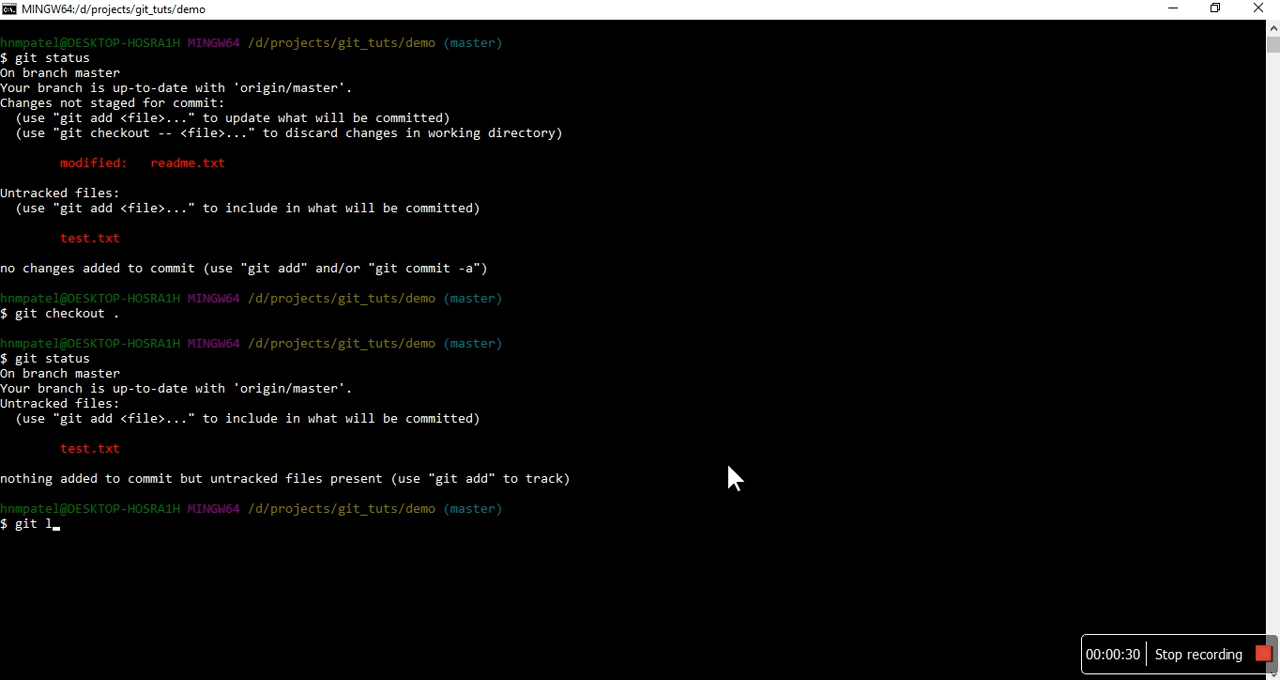 MINGW64:/d/projects/git_tuts/demo
hnmpatel@DESKTOP-HOSRA1H MINGW64 /d/projects/git_tuts/demo (master)
$ git status
On branch master
Your branch is up-to-date with 'origin/master'.
Changes not staged for commit:
  (use "git add <file>..." to update what will be committed)
  (use "git checkout -- <file>..." to discard changes in working directory)
        modified:   readme.txt
Untracked files:
  (use "git add <file>..." to include in what will be committed)
        test.txt
no changes added to commit (use "git add" and/or "git commit -a")
hnmpatel@DESKTOP-HOSRA1H MINGW64 /d/projects/git_tuts/demo (master)
$ git checkout .
hnmpatel@DESKTOP-HOSRA1H MINGW64 /d/projects/git_tuts/demo (master)
$ git status
On branch master
Your branch is up-to-date with 'origin/master'.
Untracked files:
  (use "git add <file>..." to include in what will be committed)
        test.txt
nothing added to commit but untracked files present (use "git add" to track)
hnmpatel@DESKTOP-HOSRA1H MINGW64 /d/projects/git_tuts/demo (master)
$ git l_
00:00:30 Stop recording